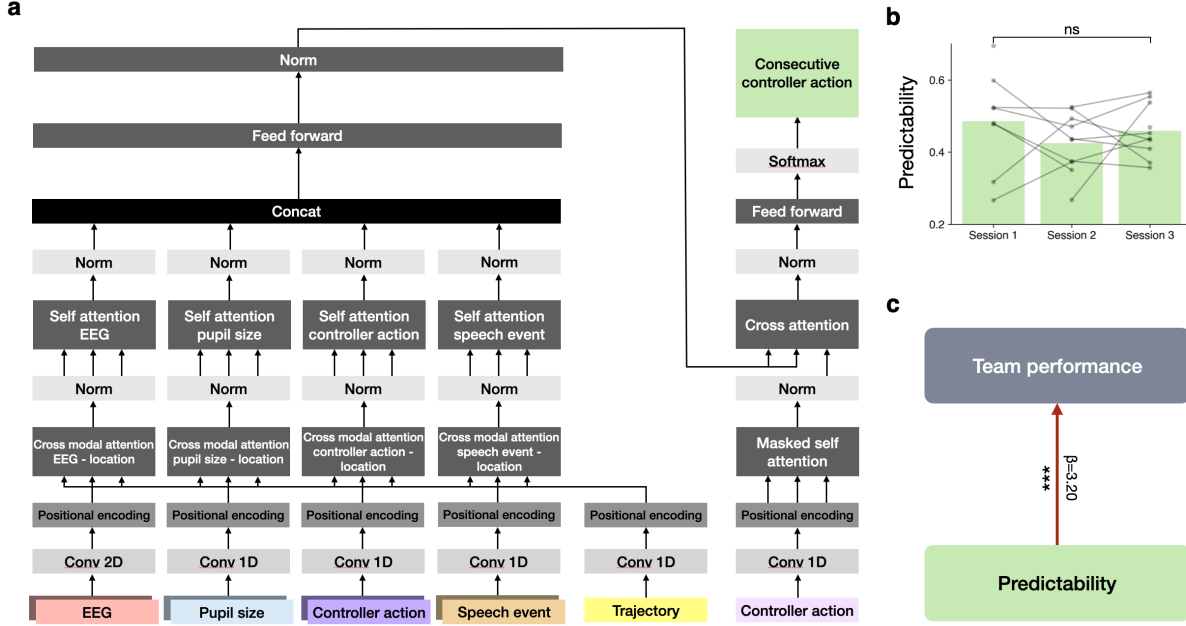 a
Norm
Feed forward
Concat
Norm
Norm
Norm
Norm
Self attention
EEG
Self attention
pupil size
Self attention
controller action
Self attention
speech event
Norm
Norm
Norm
Norm
Cross modal attention
EEG - location
Cross modal attention
pupil size - location
Cross modal attention
controller action -
location
Cross modal attention
speech event -
location
Positional encoding
Positional encoding
Positional encoding
Positional encoding
Positional encoding
Conv 2D
Conv 1D
Conv 1D
Conv 1D
Conv 1D
EEG
Pupil size
Controller action
Speech event
Trajectory
Consecutive
controller action
Softmax
Feed forward
Norm
Cross attention
Norm
Masked self
attention
Positional encoding
Conv 1D
Controller action
b
ns
Predictability
0.6
0.4
0.2
Session 1
Session 2
Session 3
c
Team performance
β=3.20
***
Predictability